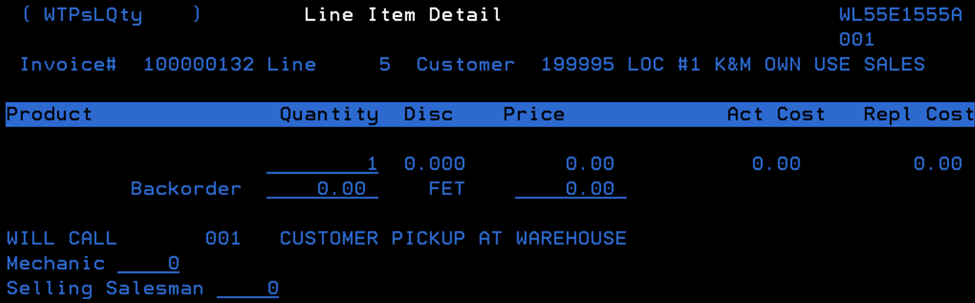 ( WTPsLQty ) Line Item Detail WL55E1555A
001
Invoice# 100000132 Line 5 Customer 199995 LOC #1 K&M OWN USE SALES
Product Quantity Disc Price Act Cost Repl Cost
1 0.000 0.00 0.00 0.00
Backorder 0.00 FET 0.00
WILL CALL 001 CUSTOMER PICKUP AT WAREHOUSE
Mechanic 0
Selling Salesman 0